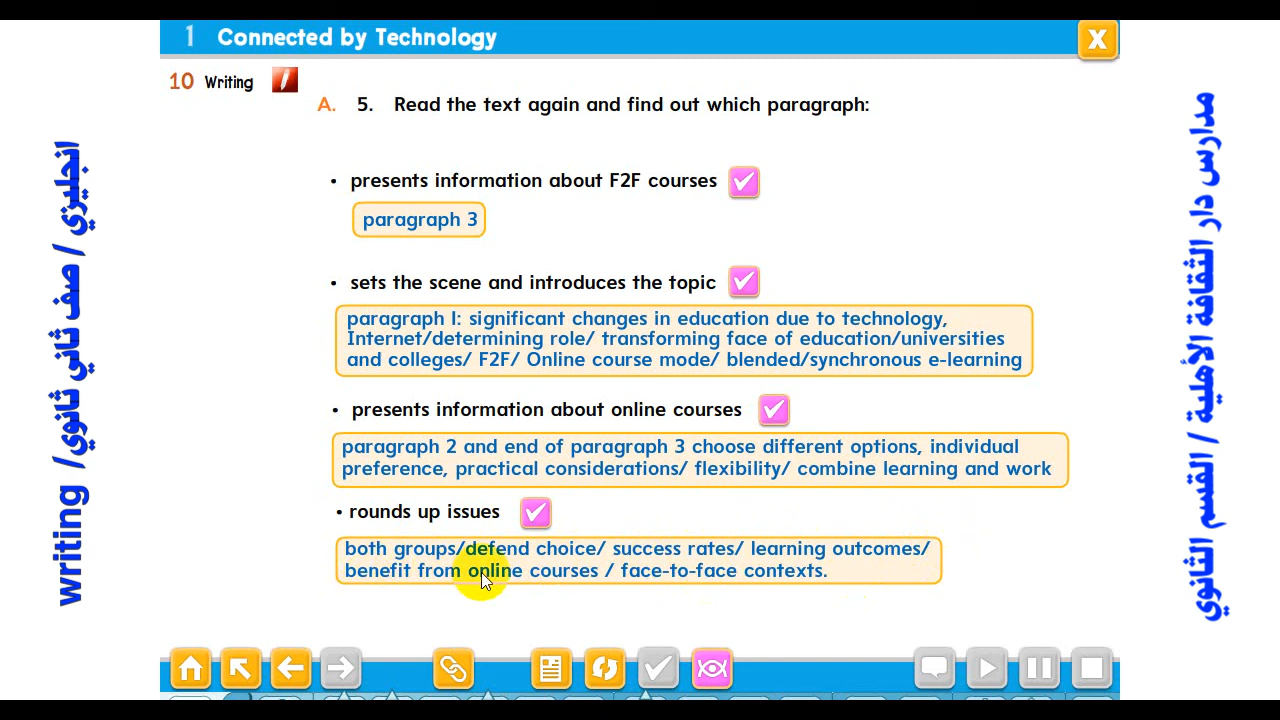 1 Connected by Technology
X
10 Writing
A. 5. Read the text again and find out which paragraph:
• presents information about F2F courses
paragraph 3
• sets the scene and introduces the topic
paragraph 1: significant changes in education due to technology,
Internet/determining role/ transforming face of education/universities
and colleges/ F2F/ Online course mode/ blended/synchronous e-learning
• presents information about online courses
paragraph 2 and end of paragraph 3 choose different options, individual
preference, practical considerations/ flexibility/ combine learning and work
• rounds up issues
both groups/defend choice/ success rates/ learning outcomes/
benefit from online courses / face-to-face contexts.
انجليزي / صف ثاني ثانوي/ writing
مدارس دار الثقافة الأهلية / القسم الثانوي